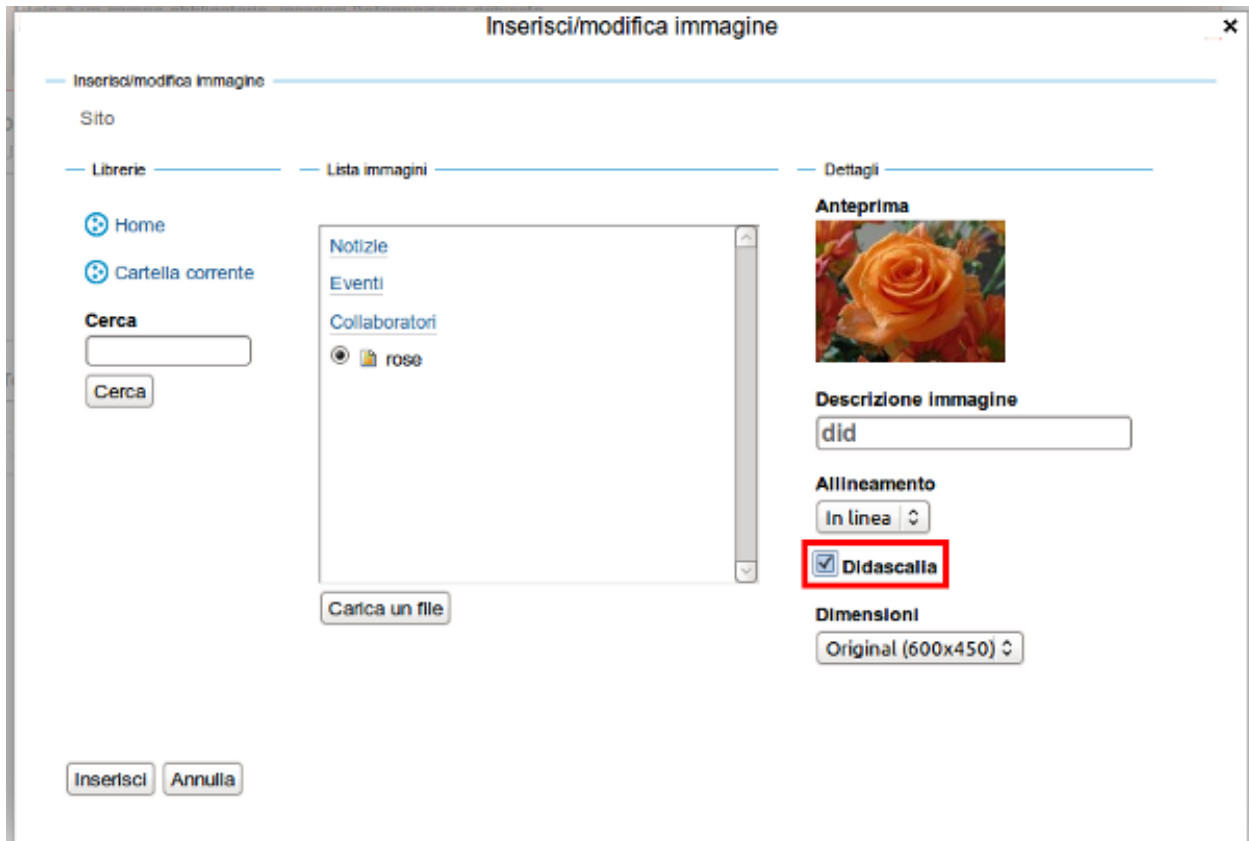 Inserisci/modifica immagine
Inserisci/modifica immagine
Sito
Librerie
Home
Cartella corrente
Cerca
Cerca
Lista immagini
Notizie
Eventi
Collaboratori
rose
Carica un file
Dettagli
Anteprima
Descrizione immagine
did
Allineamento
In linea
Didascalia
Dimensioni
Original (600x450)
Inserisci Annulla